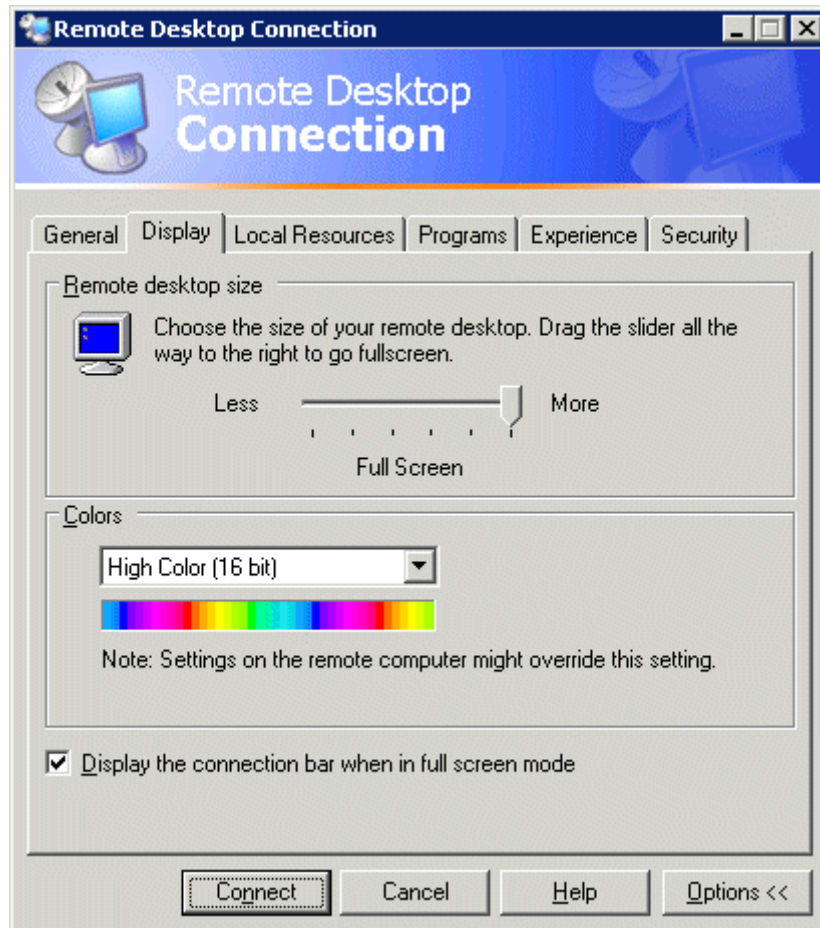 Remote Desktop Connection
Remote Desktop
Connection
General Display Local Resources Programs Experience Security
Remote desktop size
Choose the size of your remote desktop. Drag the slider all the
way to the right to go fullscreen.
Less More
Full Screen
Colors
High Color (16 bit)
Note: Settings on the remote computer might override this setting.
Display the connection bar when in full screen mode
Connect Cancel Help Options <<